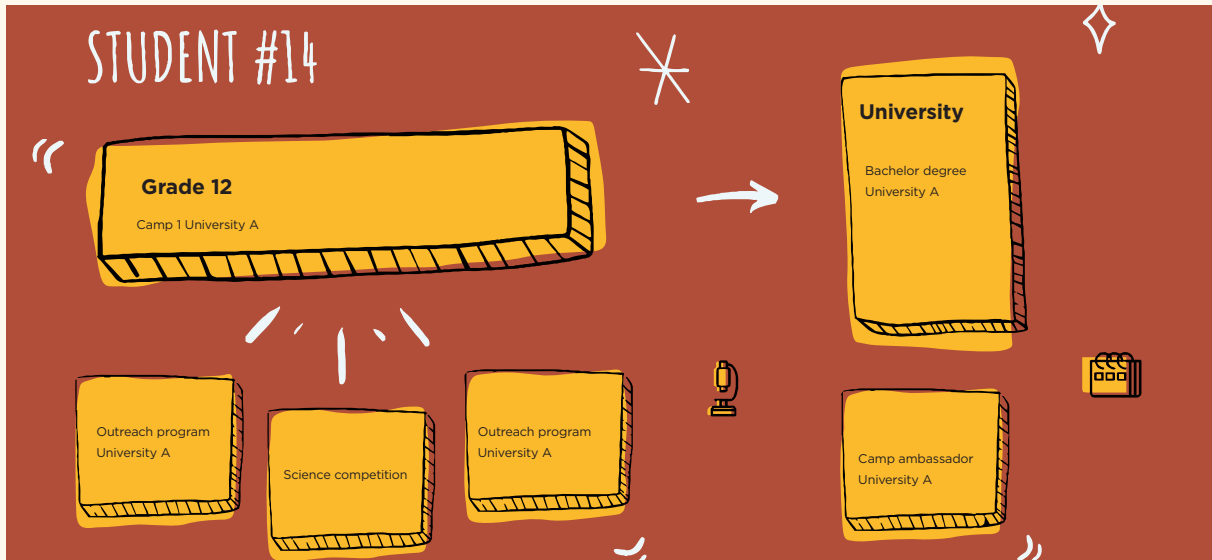 STUDENT #14
Grade 12
Camp 1 University A
University
Bachelor degree
University A
Outreach program
University A
Science competition
Outreach program
University A
Camp ambassador
University A